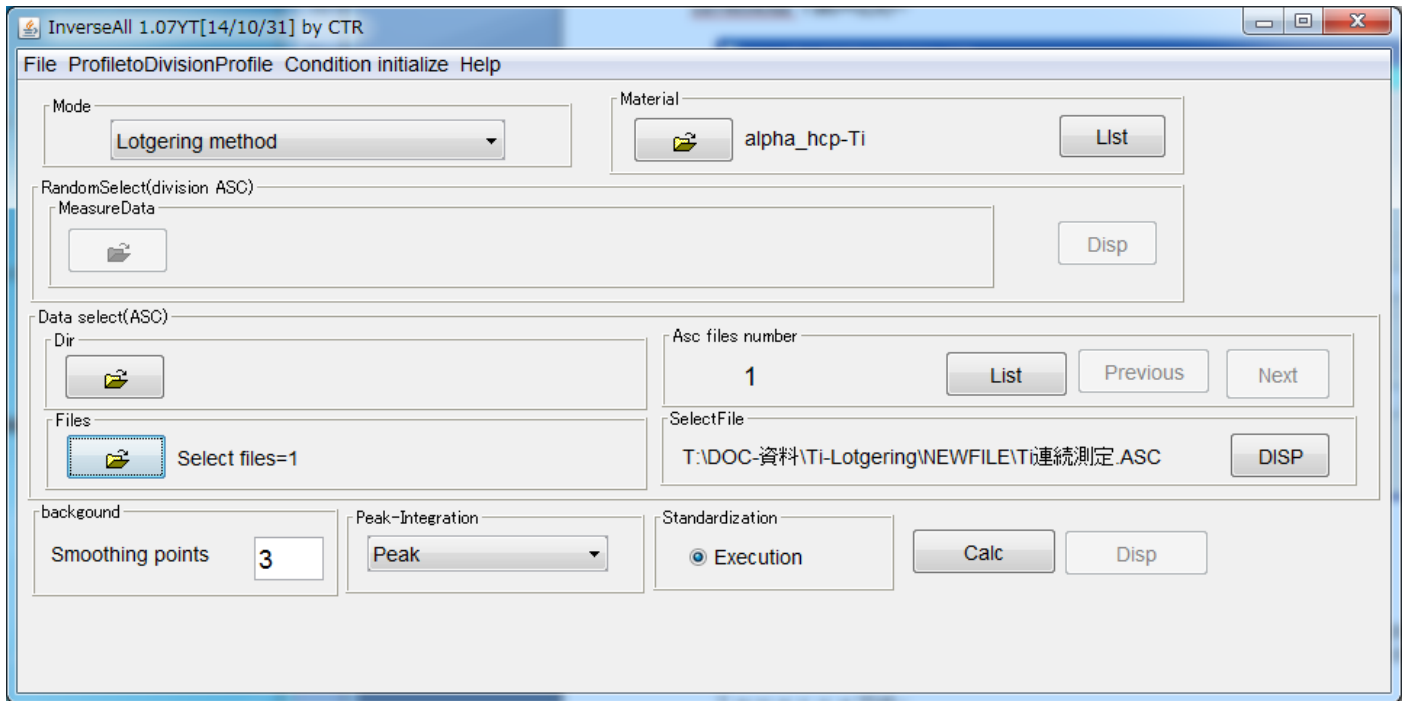 InverseAll 1.07YT[14/10/31] by CTR
File ProfiletoDivisionProfile Condition initialize Help
Mode
Lotgering method
Material
alpha_hcp-Ti
LIst
RandomSelect(division ASC)
MeasureData
Disp
Data select(ASC)
Dir
Asc files number
1
List
Previous
Next
Files
Select files=1
SelectFile
T:\DOC-資料\Ti-Lotgering\NEWFILE\Ti連続測定.ASC
DISP
backgound
Smoothing points
3
Peak-Integration
Peak
Standardization
Execution
Calc
Disp